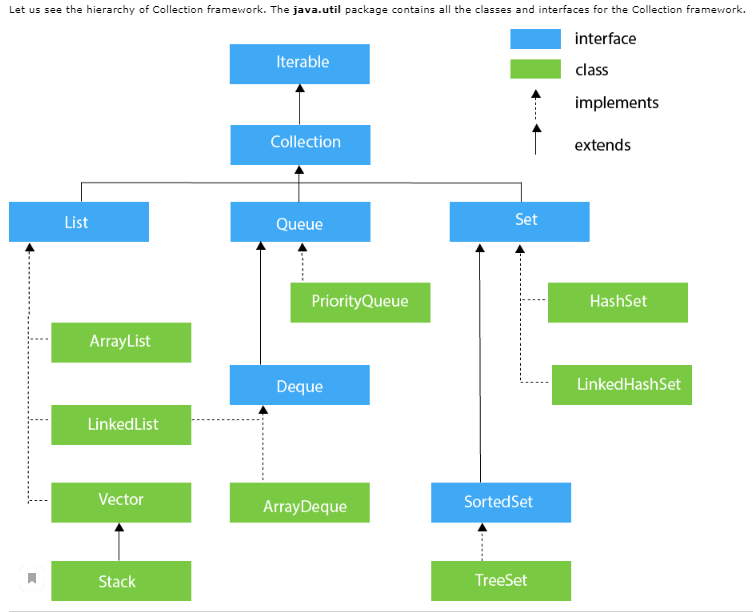 Let us see the hierarchy of Collection framework. The java.util package contains all the classes and interfaces for the Collection framework.
interface
Iterable
class
implements
Collection
extends
List
Queue
Set
PriorityQueue
HashSet
ArrayList
Deque
LinkedHashSet
LinkedList
Vector
ArrayDeque
SortedSet
Stack
TreeSet